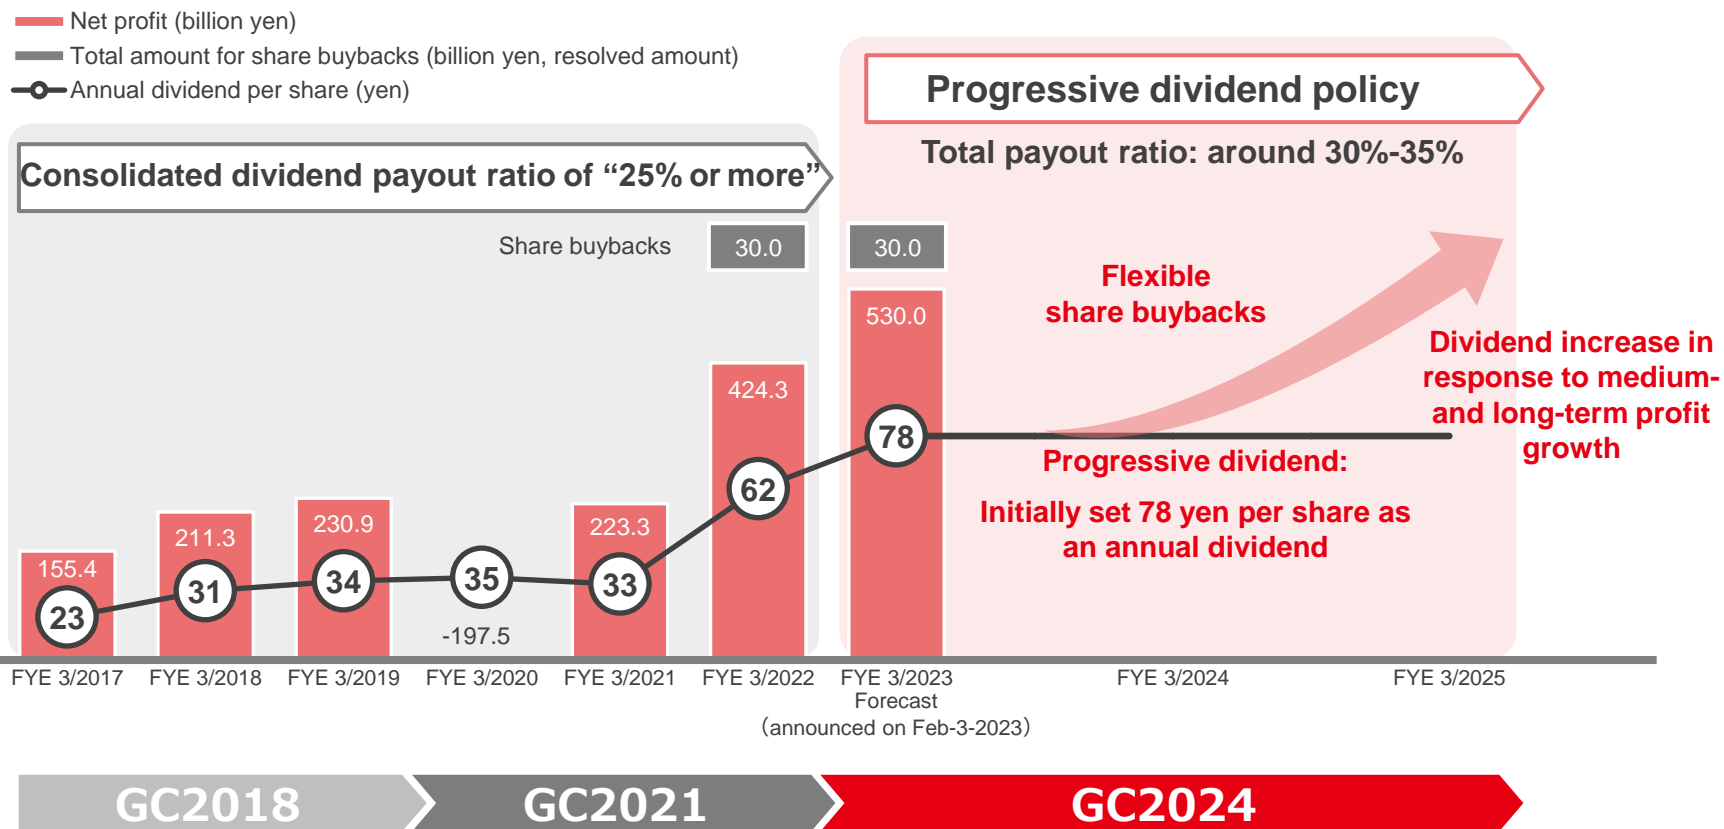 Net profit (billion yen)
Total amount for share buybacks (billion yen, resolved amount)
Annual dividend per share (yen)
Progressive dividend policy
Total payout ratio: around 30%-35%
Consolidated dividend payout ratio of “25% or more”
Share buybacks
30.0
30.0
Flexible
share buybacks
530.0
Dividend increase in
response to medium-
and long-term profit
growth
424.3
78
Progressive dividend:
Initially set 78 yen per share as
an annual dividend
62
223.3
230.9
211.3
155.4
23
31
34
35
33
-197.5
FYE 3/2017
FYE 3/2018
FYE 3/2019
FYE 3/2020
FYE 3/2021
FYE 3/2022
FYE 3/2023
Forecast
（announced on Feb-3-2023）
FYE 3/2024
FYE 3/2025
GC2018
GC2021
GC2024